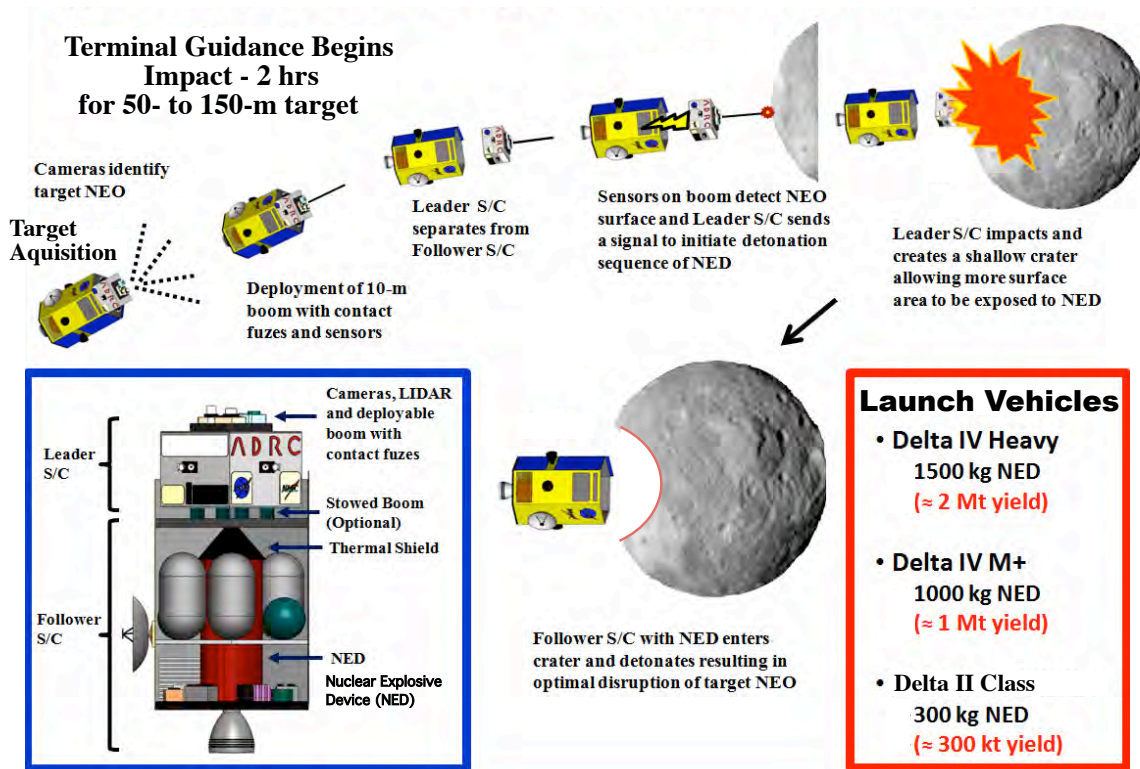 Terminal Guidance Begins
Impact - 2 hrs
for 50- to 150-m target
Cameras identify
target NEO
Target
Aquisition
ADRC
Deployment of 10-m
boom with contact
fuzes and sensors
ADRC
Leader S/C
separates from
Follower S/C
ADRC
Sensors on boom detect NEO
surface and Leader S/C sends
a signal to initiate detonation
sequence of NED
ADRC
Leader S/C impacts and
creates a shallow crater
allowing more surface
area to be exposed to NED
Follower S/C with NED enters
crater and detonates resulting in
optimal disruption of target NEO
Leader
S/C
Follower
S/C
ADRC
Cameras, LIDAR
and deployable
boom with
contact fuzes
Stowed Boom
(Optional)
Thermal Shield
NED
Nuclear Explosive
Device (NED)
Launch Vehicles
• Delta IV Heavy
1500 kg NED
(≈ 2 Mt yield)
• Delta IV M+
1000 kg NED
(≈ 1 Mt yield)
• Delta II Class
300 kg NED
(≈ 300 kt yield)